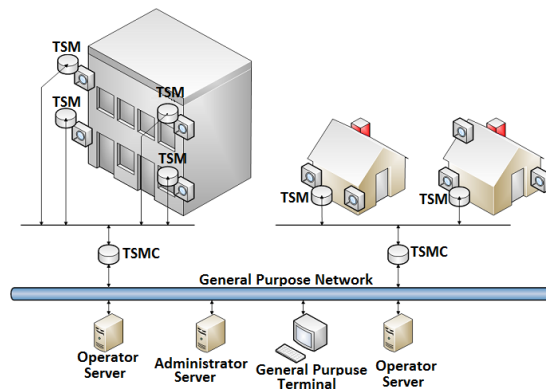 TSM
TSM
TSM
TSM
TSM
TSM
TSMC
TSMC
General Purpose Network
Operator
Server
Administrator
Server
General Purpuse
Terminal
Operator
Server